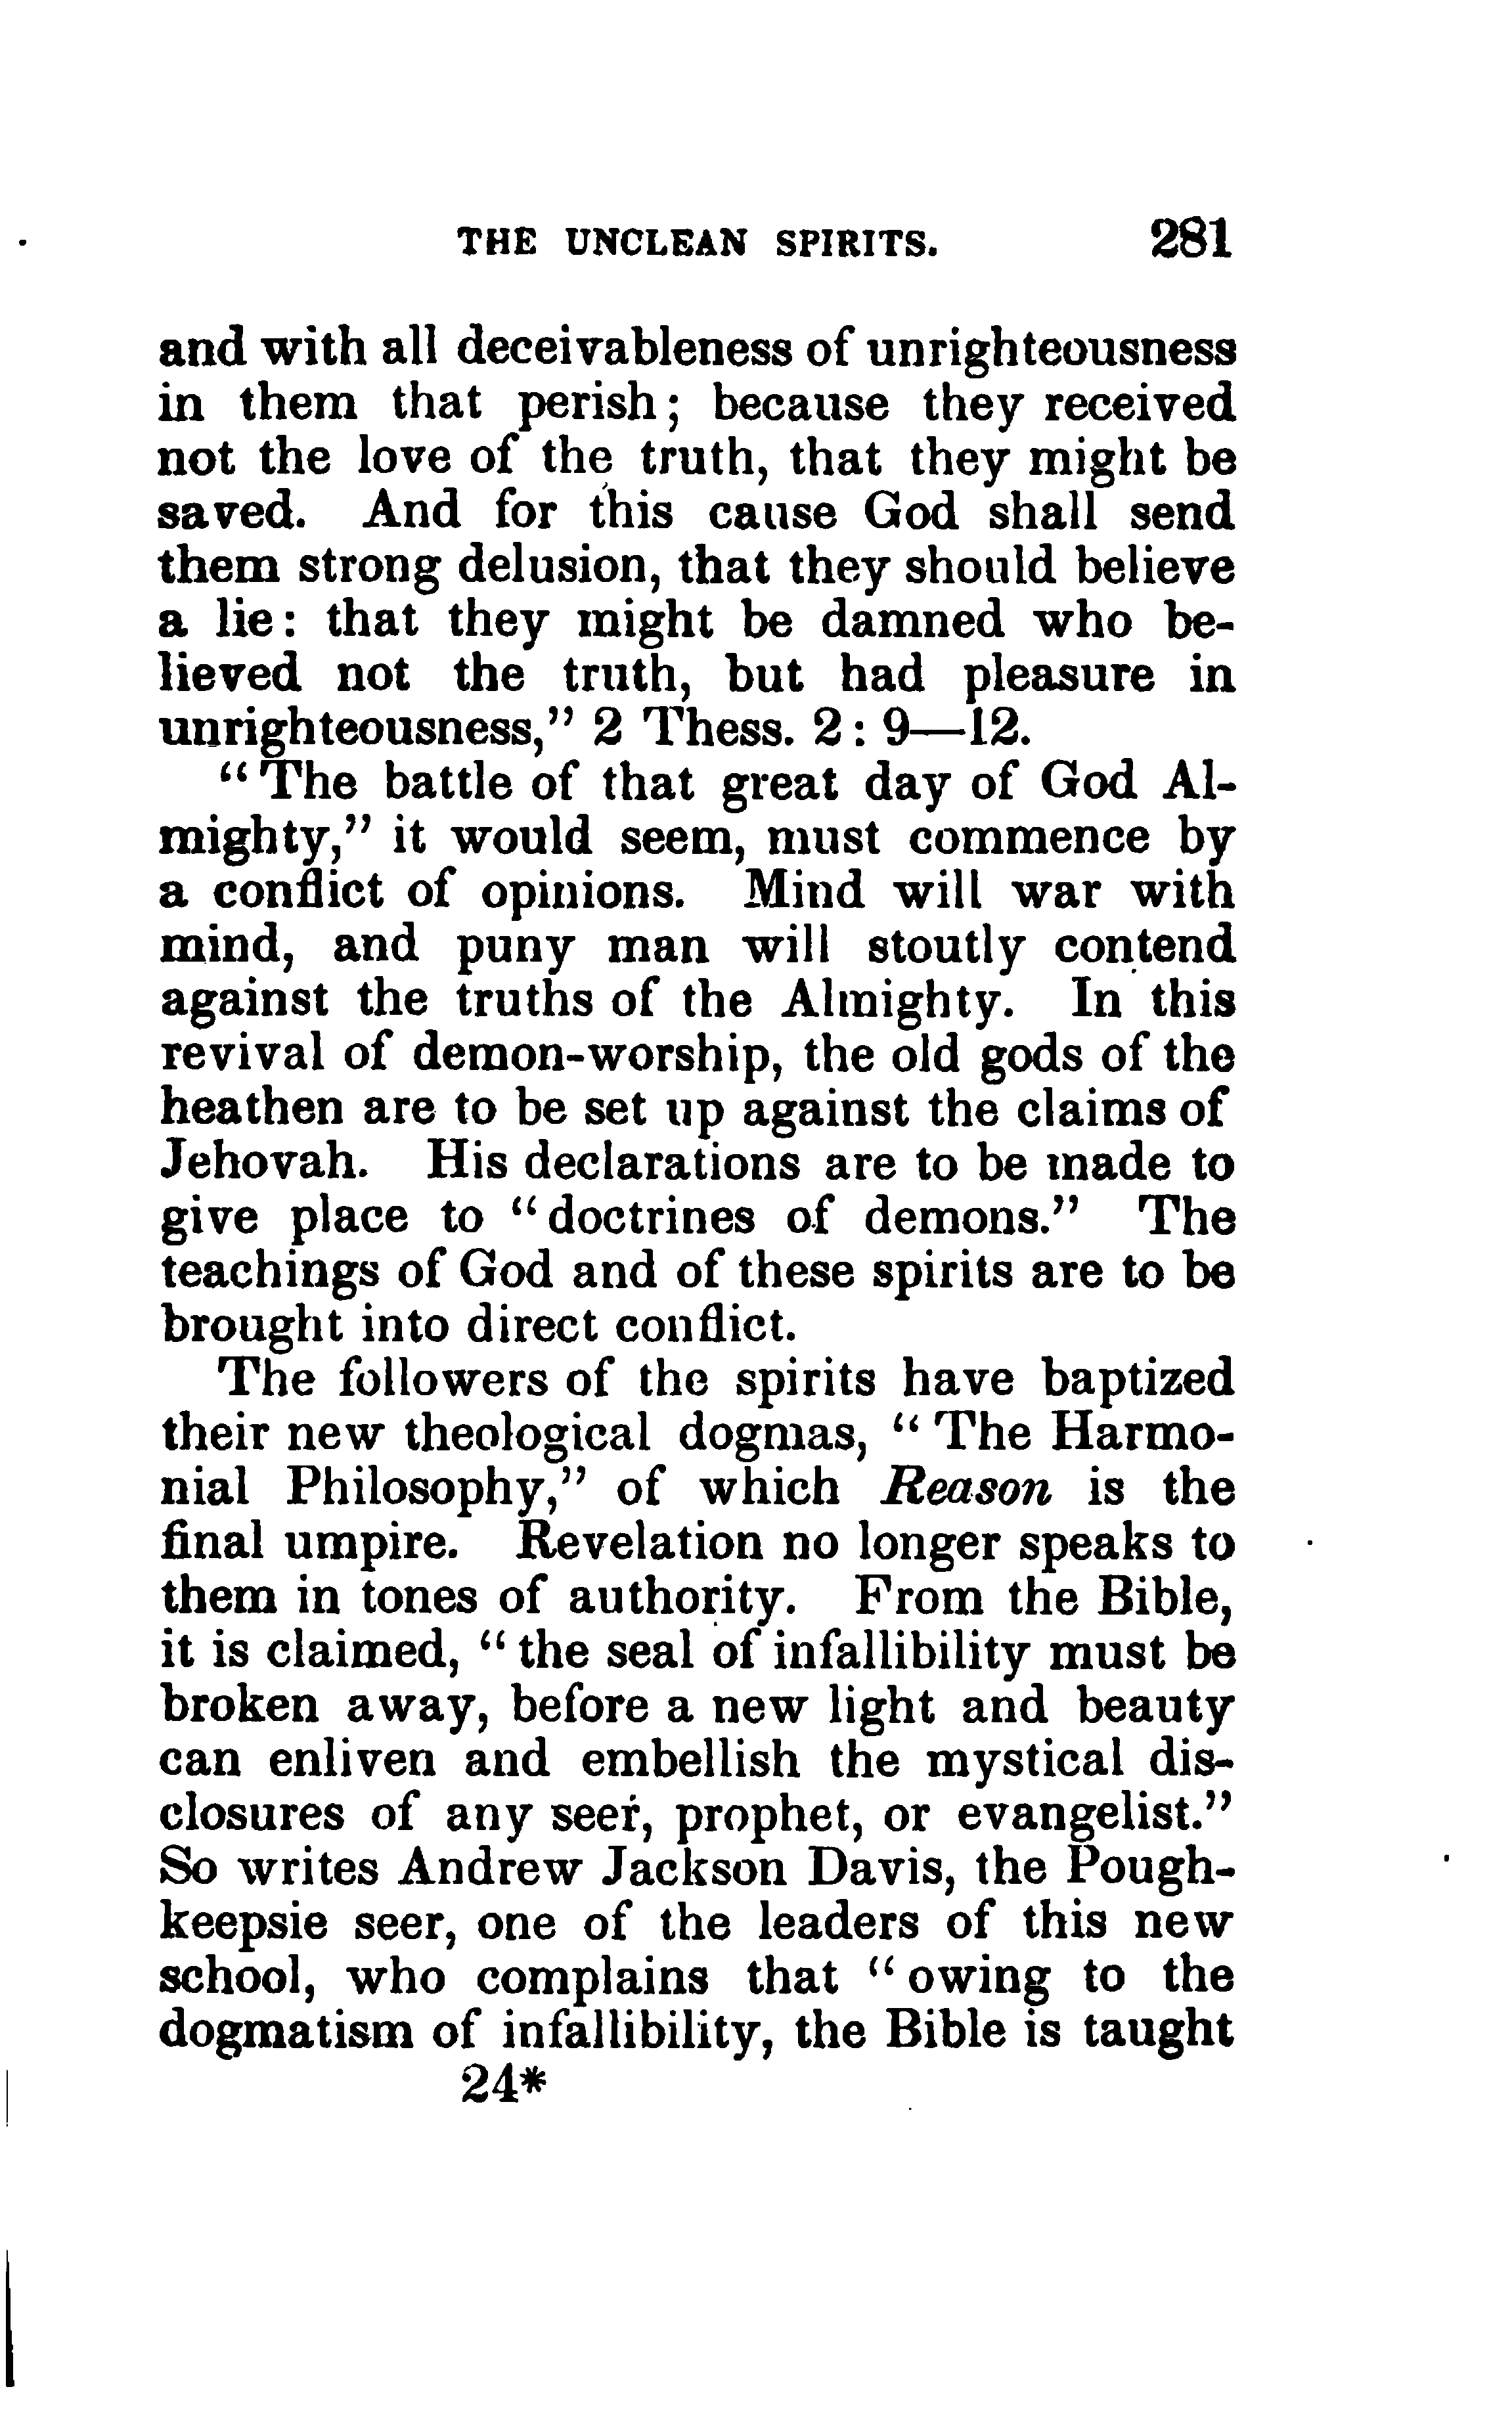 THE UNCLEAN SPIRITS. 281
and with all deceivableness of unrighteousness
in them that perish; because they received
not the love of the truth, that they might be
saved. And for this cause God shall send
them strong delusion, that they should believe
a lie: that they might be damned who be-
lieved not the truth, but had pleasure in
unrighteousness,” 2 Thess. 2: 9—12.
“The battle of that great day of God Al-
mighty,” it would seem, must commence by
a conflict of opinions. Mind will war with
mind, and puny man will stoutly contend
against the truths of the Almighty. In this
revival of demon-worship, the old gods of the
heathen are to be set up against the claims of
Jehovah. His declarations are to be made to
give place to “doctrines of demons.” The
teachings of God and of these spirits are to be
brought into direct conflict.
The followers of the spirits have baptized
their new theological dogmas, “The Harmo-
nial Philosophy,” of which Reason is the
final umpire. Revelation no longer speaks to
them in tones of authority. From the Bible,
it is claimed, “the seal of infallibility must be
broken away, before a new light and beauty
can enliven and embellish the mystical dis-
closures of any seer, prophet, or evangelist.”
So writes Andrew Jackson Davis, the Pough-
keepsie seer, one of the leaders of this new
school, who complains that “owing to the
dogmatism of infallibility, the Bible is taught
24*